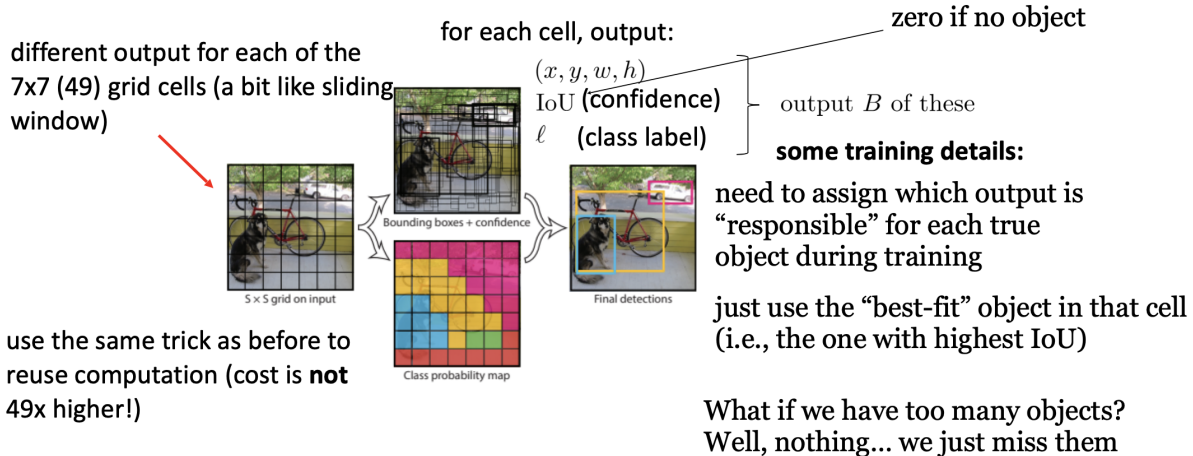 different output for each of the
7x7 (49) grid cells (a bit like sliding
window)
for each cell, output:
(x, y, w, h)
IoU (confidence)
ℓ (class label)
zero if no object
output B of these
some training details:
need to assign which output is
“responsible” for each true
object during training
just use the “best-fit” object in that cell
(i.e., the one with highest IoU)
What if we have too many objects?
Well, nothing… we just miss them
S × S grid on input
Bounding boxes + confidence
Class probability map
Final detections
use the same trick as before to
reuse computation (cost is not
49x higher!)